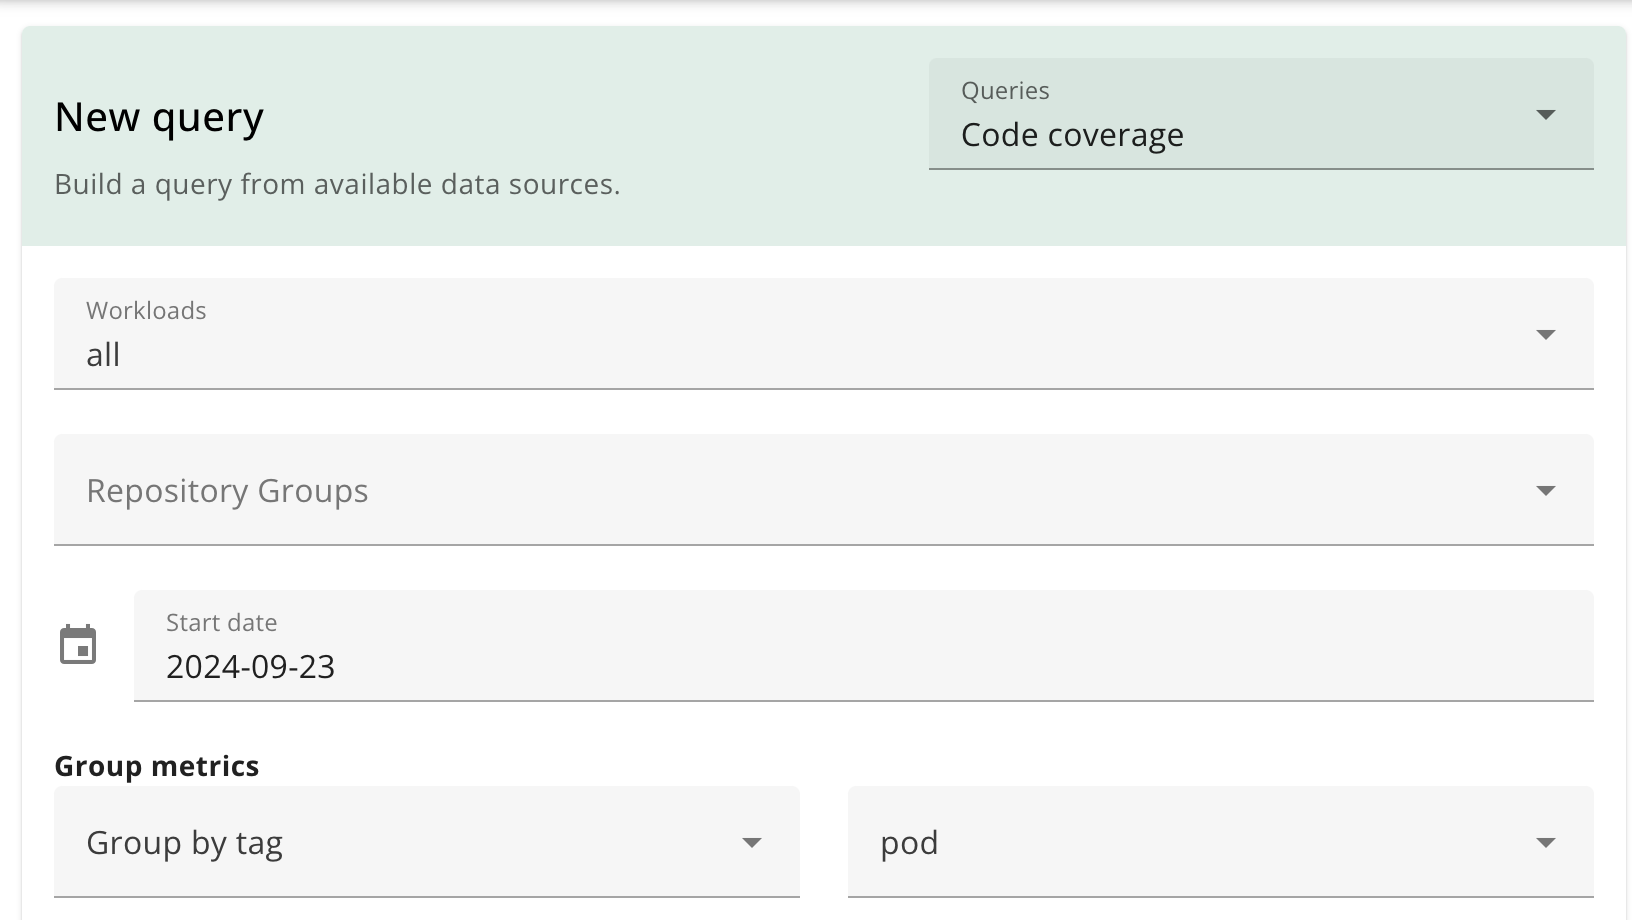 New query
Build a query from available data sources.
Queries
Code coverage
Workloads
all
Repository Groups
Start date
2024-09-23
Group metrics
Group by tag
pod